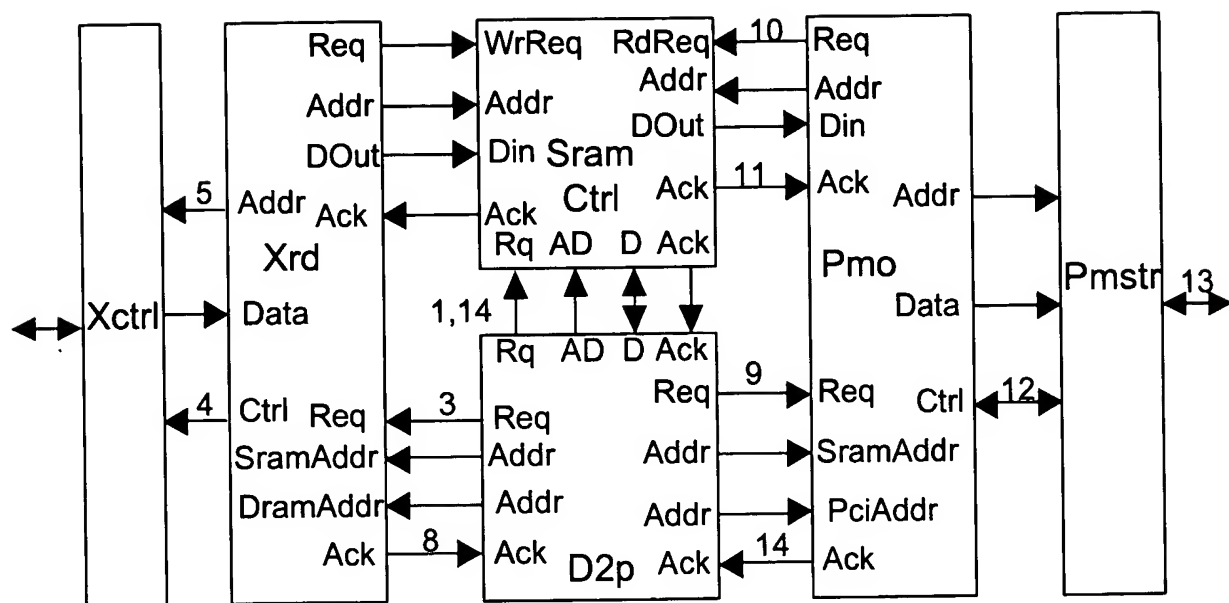 Req WrReq RdReq 10 Req
Addr Addr Addr Addr
DOut Din DOut Din
Sram
5 Addr Ack Ack Ctrl Ack 11 Ack Addr
Xrd Rq AD D Ack Pmo Pmstr 13
Xctrl Data 1,14 Data
Rq AD D Ack
Req 9 Req
4 Ctrl Req 3 Req Ctrl 12
SramAddr Addr Addr SramAddr
DramAddr Addr Addr PciAddr
Ack 8 Ack D2p Ack 14 Ack